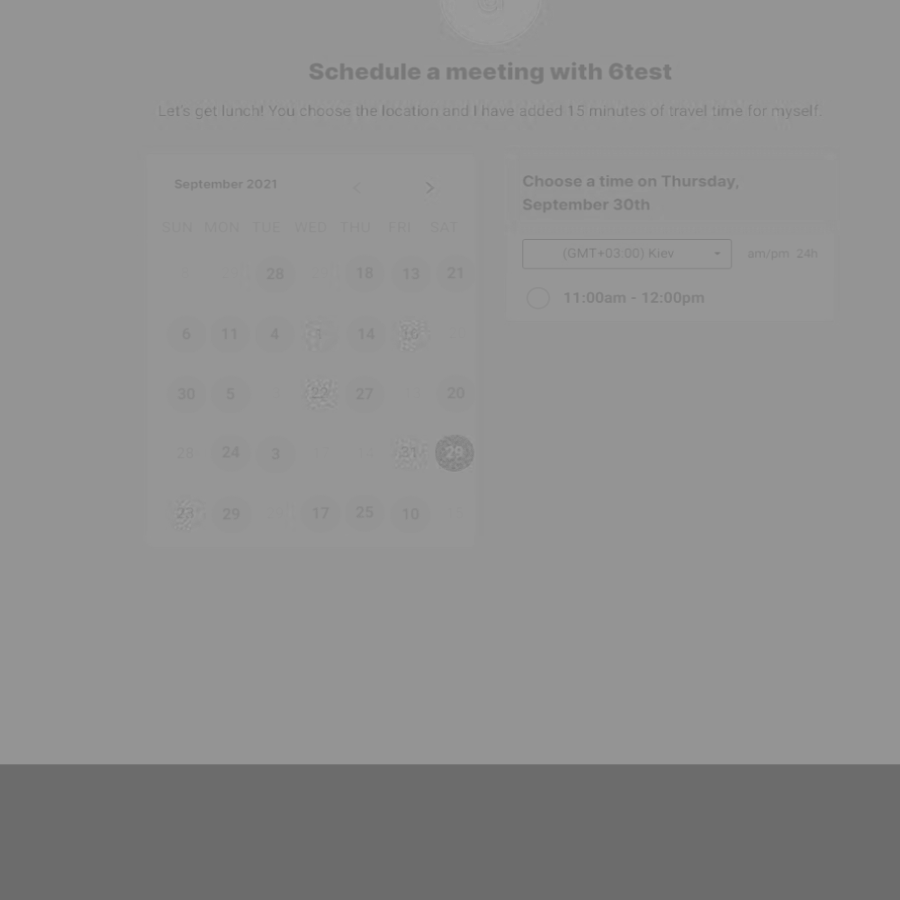 Schedule a meeting with 6test
Let's get lunch! You choose the location and I have added 15 minutes of travel time for myself.
September 2021
SUN MON TUE WED THU FRI SAT
28 18 13 21
6 11 4 14
30 5 22 27 20
28 24 3 31 29
29 17 25 10
Choose a time on Thursday,
September 30th
(GMT+03:00) Kiev am/pm 24h
11:00am - 12:00pm